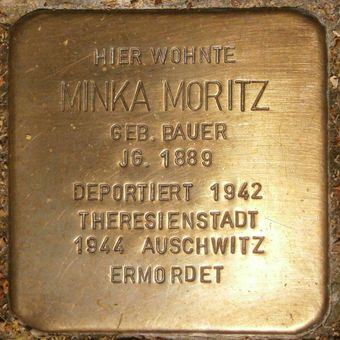 HIER WOHNTE
MINKA MORITZ
GEB. BAUER
JG. 1889
DEPORTIERT 1942
THERESIENSTADT
1944 AUSCHWITZ
ERMORDET